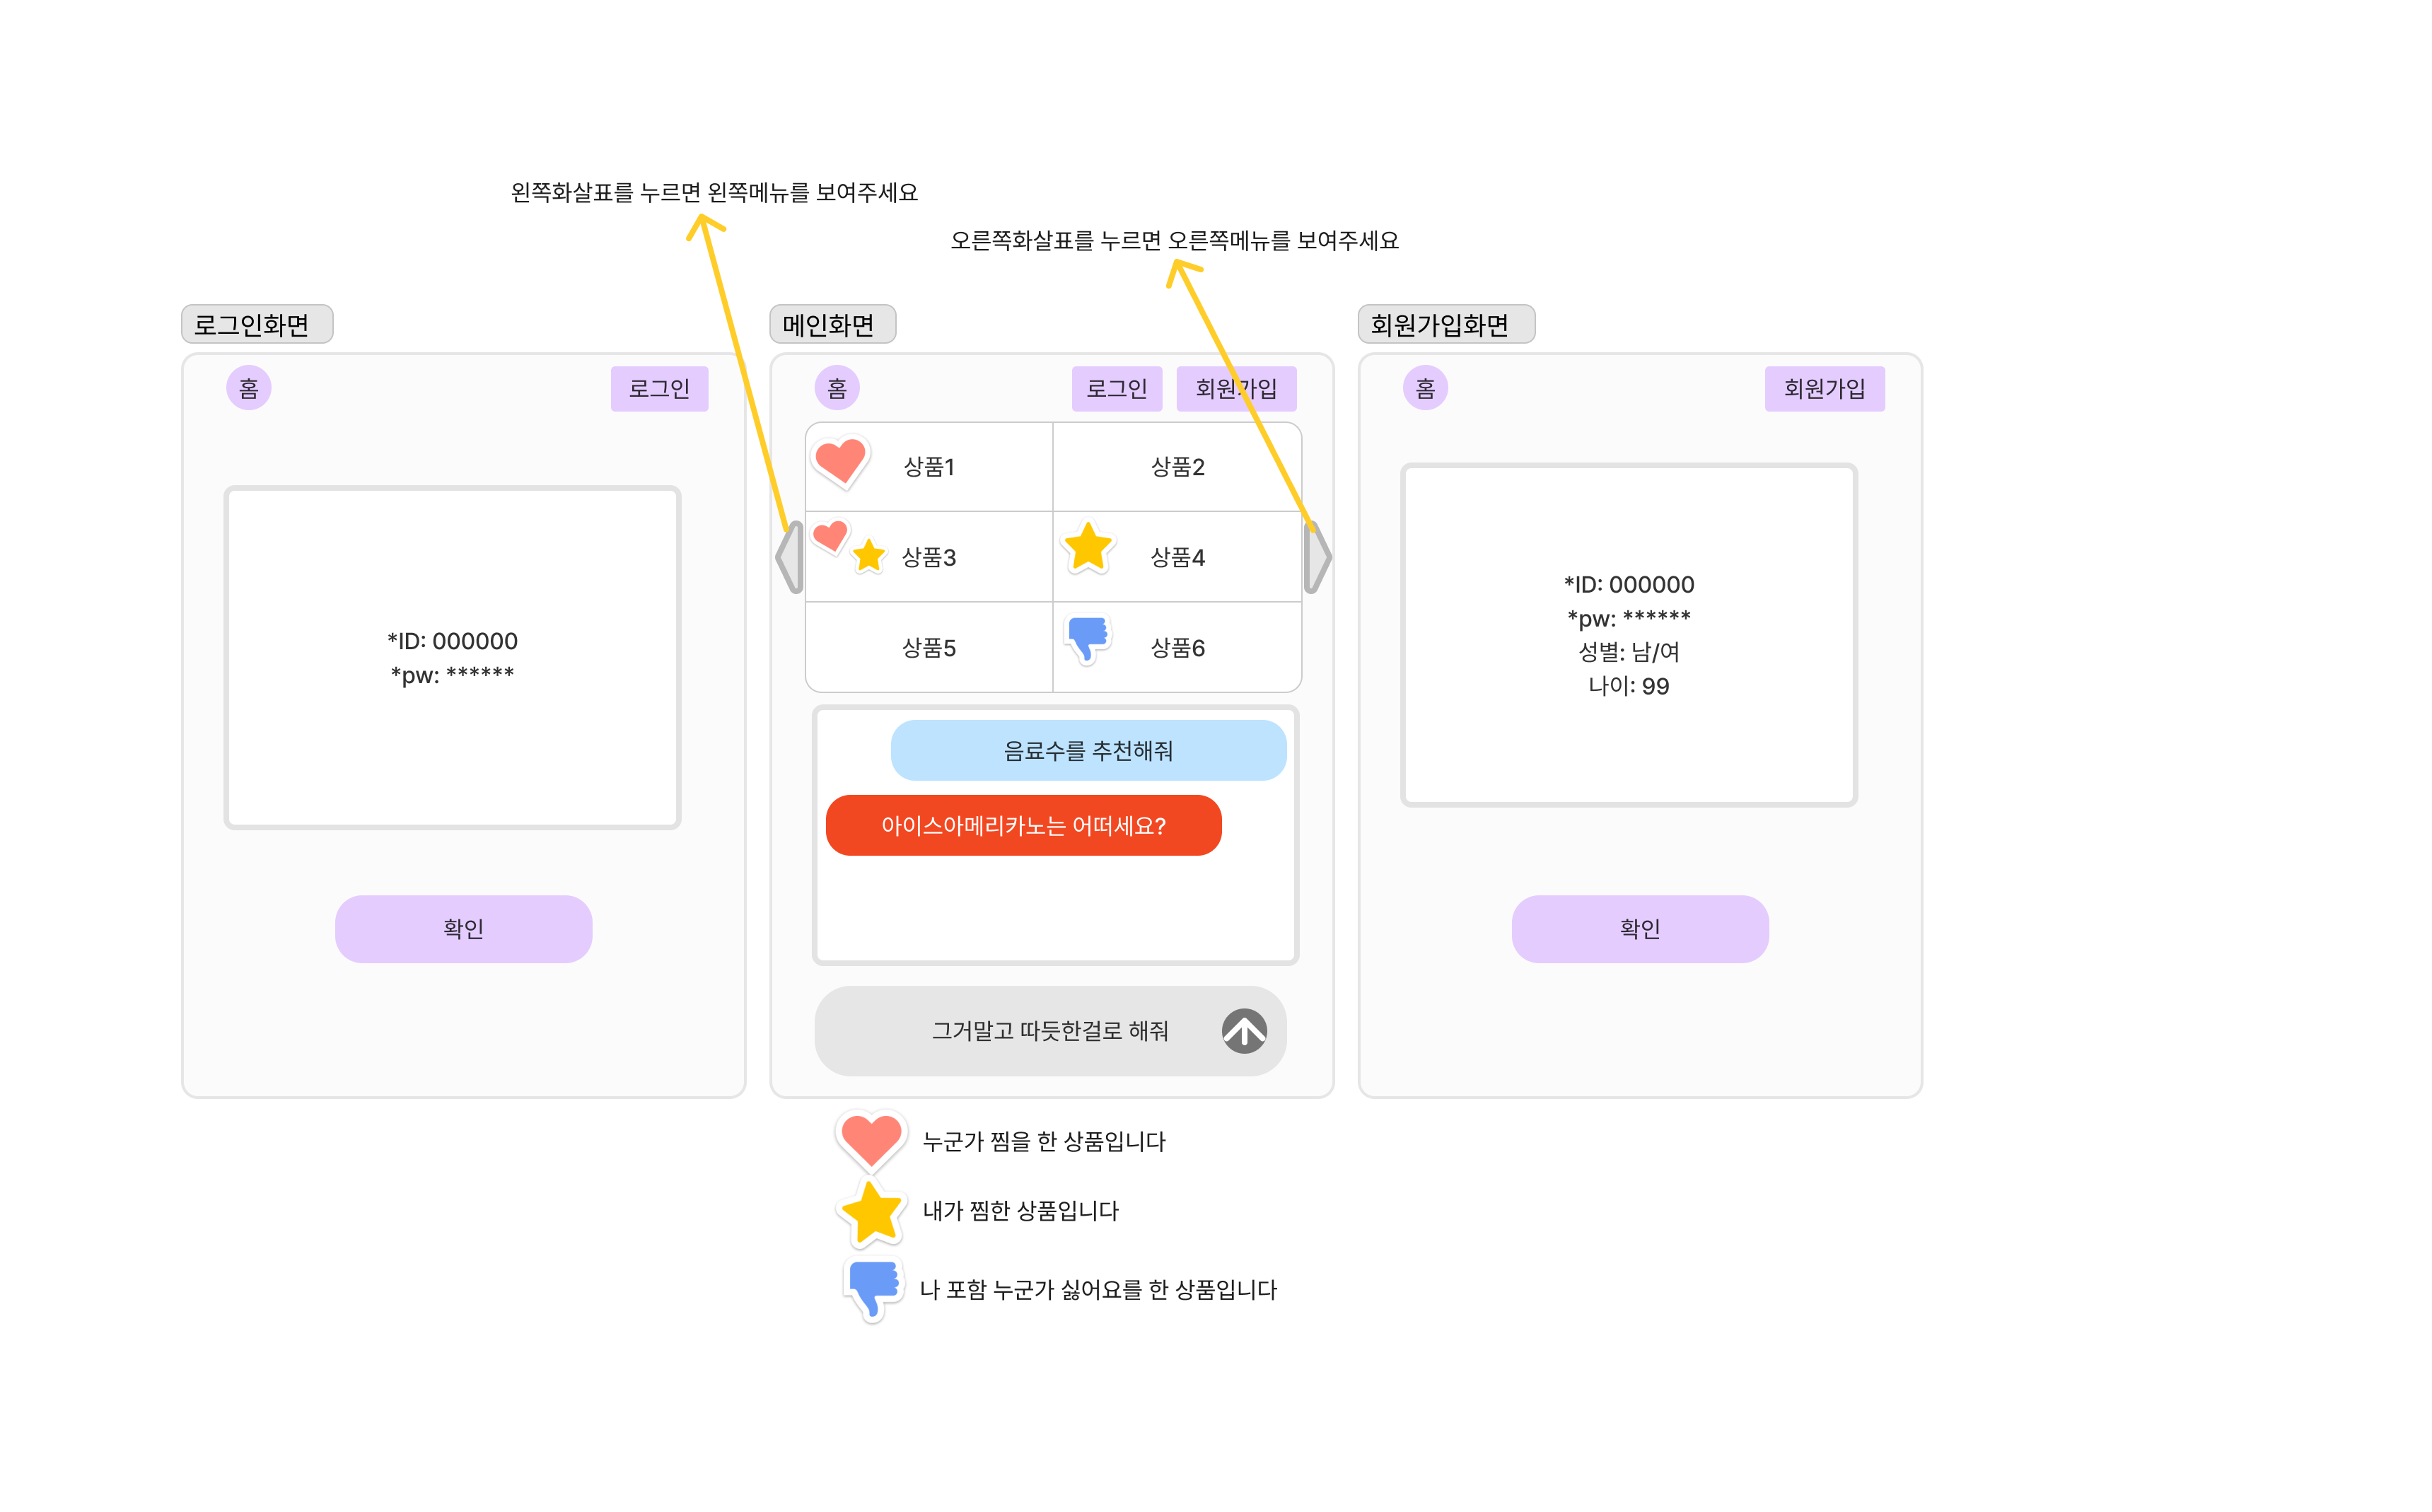 왼쪽화살표를 누르면 왼쪽메뉴를 보여주세요
오른쪽화살표를 누르면 오른쪽메뉴를 보여주세요
로그인화면
홈
로그인
*ID: 000000
*pw: ******
확인
메인화면
홈
로그인
회원가입
상품1
상품2
상품3
상품4
상품5
상품6
음료수를 추천해줘
아이스아메리카노는 어떠세요?
그거말고 따듯한걸로 해줘
회원가입화면
홈
회원가입
*ID: 000000
*pw: ******
성별: 남/여
나이: 99
확인
누군가 찜을 한 상품입니다
내가 찜한 상품입니다
나 포함 누군가 싫어요를 한 상품입니다